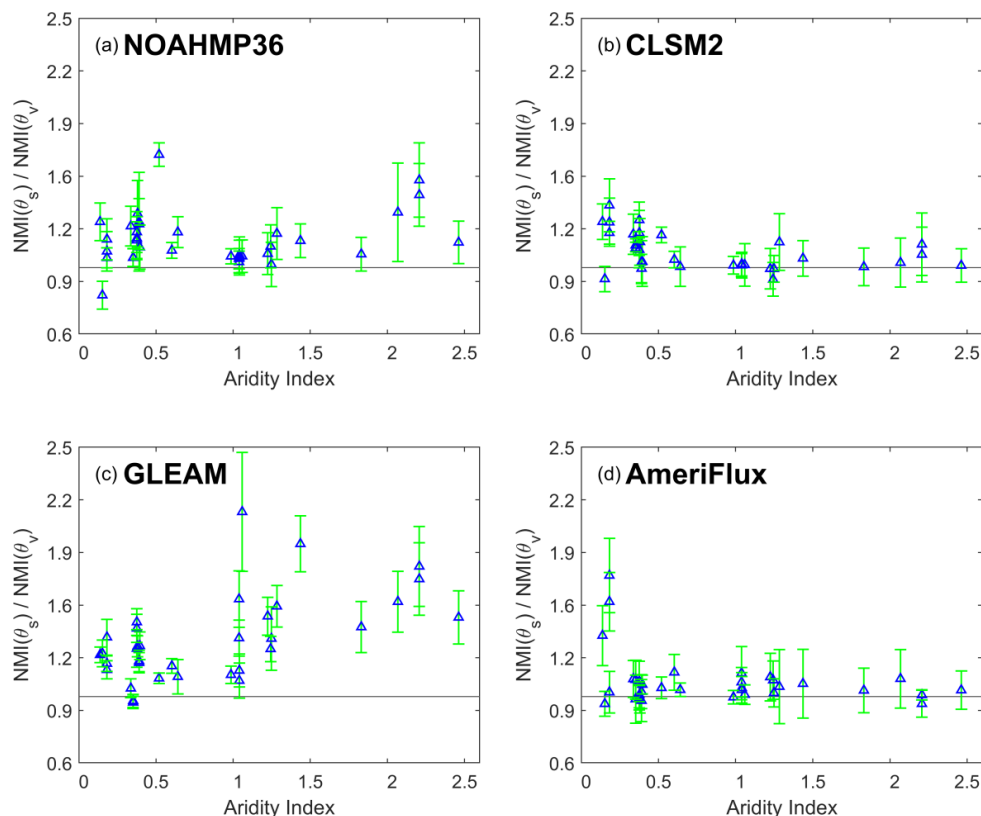 (a) NOAHMP36
NMI(θs) / NMI(θv)
2.5
2.2
1.9
1.6
1.2
0.9
0.6
0 0.5 1 1.5 2 2.5
Aridity Index
(b) CLSM2
NMI(θs) / NMI(θv)
2.5
2.2
1.9
1.6
1.2
0.9
0.6
0 0.5 1 1.5 2 2.5
Aridity Index
(c) GLEAM
NMI(θs) / NMI(θv)
2.5
2.2
1.9
1.6
1.2
0.9
0.6
0 0.5 1 1.5 2 2.5
Aridity Index
(d) AmeriFlux
NMI(θs) / NMI(θv)
2.5
2.2
1.9
1.6
1.2
0.9
0.6
0 0.5 1 1.5 2 2.5
Aridity Index